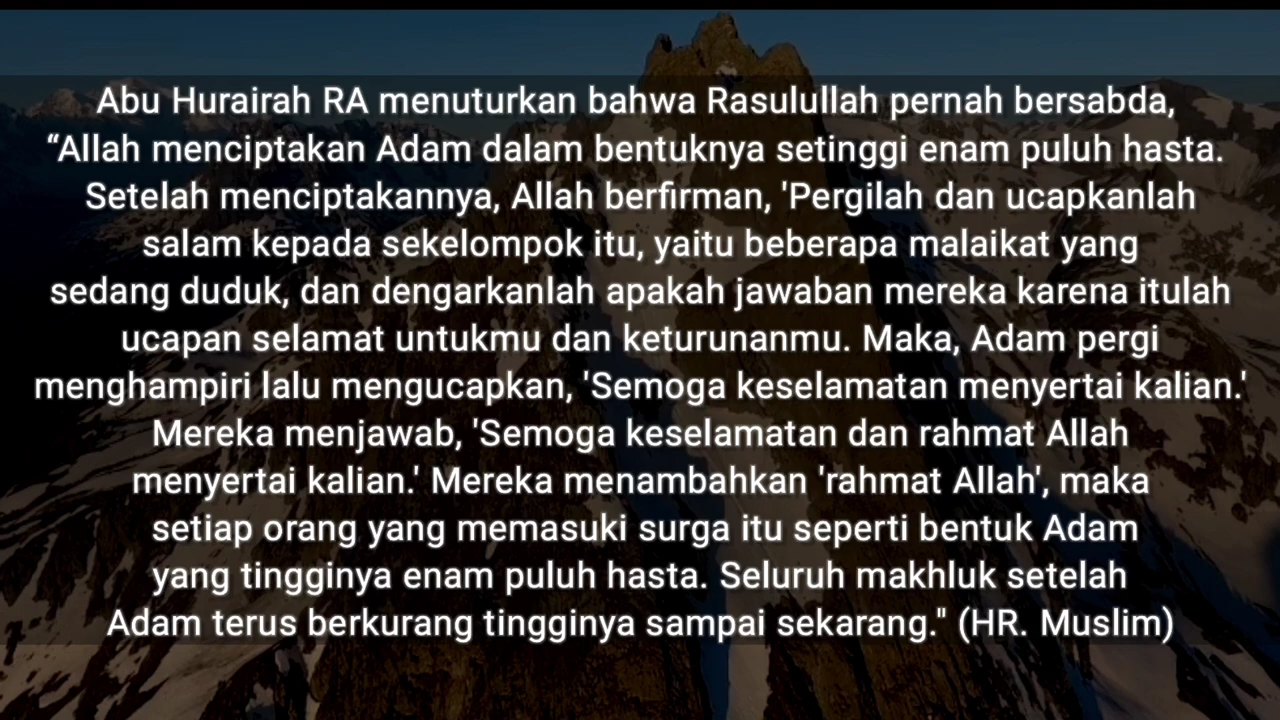 Abu Hurairah RA menuturkan bahwa Rasulullah pernah bersabda,
“Allah menciptakan Adam dalam bentuknya setinggi enam puluh hasta.
Setelah menciptakannya, Allah berfirman, 'Pergilah dan ucapkanlah
salam kepada sekelompok itu, yaitu beberapa malaikat yang
sedang duduk, dan dengarkanlah apakah jawaban mereka karena itulah
ucapan selamat untukmu dan keturunanmu. Maka, Adam pergi
menghampiri lalu mengucapkan, 'Semoga keselamatan menyertai kalian.'
Mereka menjawab, 'Semoga keselamatan dan rahmat Allah
menyertai kalian.' Mereka menambahkan 'rahmat Allah', maka
setiap orang yang memasuki surga itu seperti bentuk Adam
yang tingginya enam puluh hasta. Seluruh makhluk setelah
Adam terus berkurang tingginya sampai sekarang." (HR. Muslim)